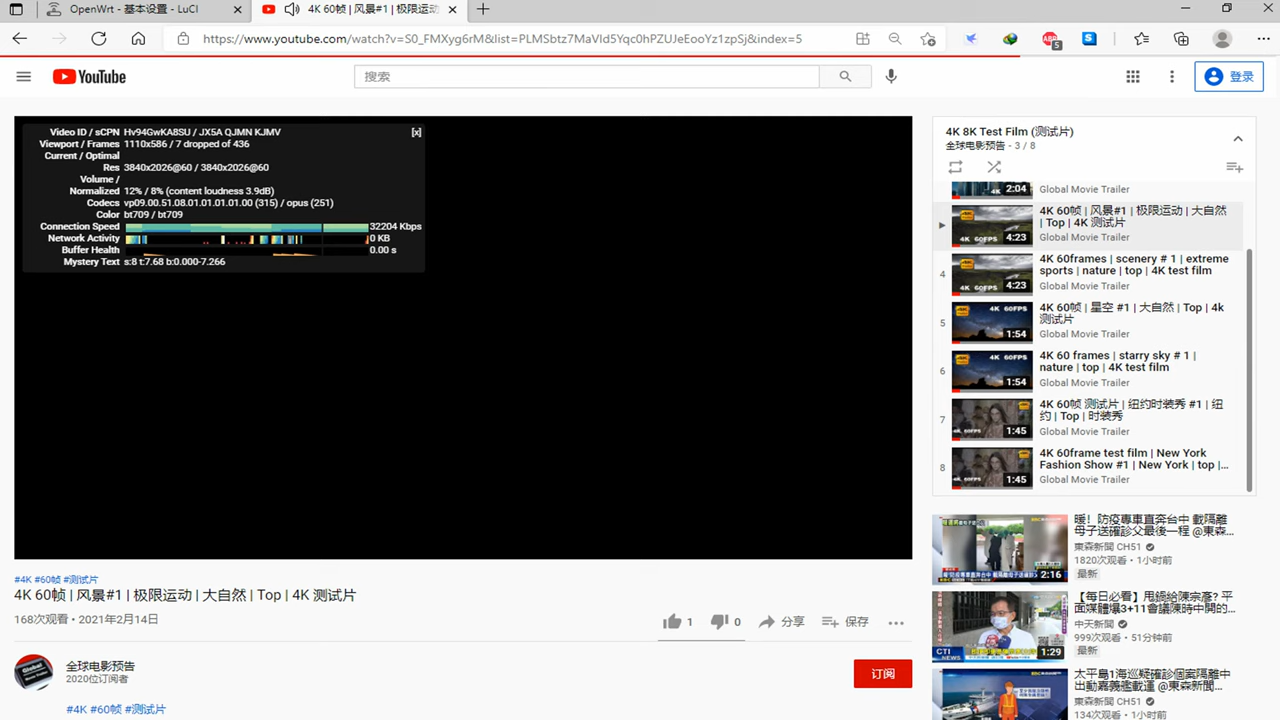 OpenWrt - 基本设置 - LuCI
4K 60帧 | 风景#1 | 极限运动
https://www.youtube.com/watch?v=S0_FMXyg6rM&list=PLMSbtz7MaVId5Yqc0hPZUJeEooYz1zpSj&index=5
YouTube
搜索
登录
Video ID / sCPN Hv94GwKA8SU / JX5A QJMN KJMV
[x]
Viewport / Frames 1110x586 / 7 dropped of 436
Current / Optimal
Res 3840x2026@60 / 3840x2026@60
Volume /
Normalized 12% / 8% (content loudness 3.9dB)
Codecs vp09.00.51.08.01.01.01.01.00 (315) / opus (251)
Color bt709 / bt709
Connection Speed 32204 Kbps
Network Activity 0 KB
Buffer Health 0.00 s
Mystery Text s:8 t:7.68 b:0.000-7.266
#4K #60帧 #测试片
4K 60帧 | 风景#1 | 极限运动 | 大自然 | Top | 4K 测试片
168次观看 • 2021年2月14日
1
0
分享
保存
全球电影预告
2020位订阅者
订阅
#4K #60帧 #测试片
4K 8K Test Film (测试片)
全球电影预告 - 3 / 8
2:04
Global Movie Trailer
4K 60帧 | 风景#1 | 极限运动 | 大自然
| Top | 4K 测试片
4K 60FPS
4:23
Global Movie Trailer
4
4K 60frames | scenery # 1 | extreme
sports | nature | top | 4K test film
4K 60FPS
4:23
Global Movie Trailer
5
4K 60帧 | 星空 #1 | 大自然 | Top | 4k
测试片
4K 60FPS
1:54
Global Movie Trailer
6
4K 60 frames | starry sky # 1 |
nature | top | 4K test film
4K 60FPS
1:54
Global Movie Trailer
7
4K 60帧 测试片 | 纽约时装秀 #1 | 纽
约 | Top | 时装秀
4K 60FPS
1:45
Global Movie Trailer
8
4K 60frame test film | New York
Fashion Show #1 | New York | top |...
4K 60FPS
1:45
Global Movie Trailer
暖！防疫專車直奔台中 載隔離
母子送確診父最後一程 @東森...
東森新聞 CH51
1820次观看 • 1小时前
最新
2:16
【每日必看】甩鍋給陳宗彥? 平
面媒體爆3+11會議陳時中開的...
中天新聞
999次观看 • 51分钟前
最新
CTI
NEWS
1:29
太平島1海巡疑確診個案隔離中
出動嘉義艦載運 @東森新聞...
東森新聞 CH51
134次观看 • 1小时前